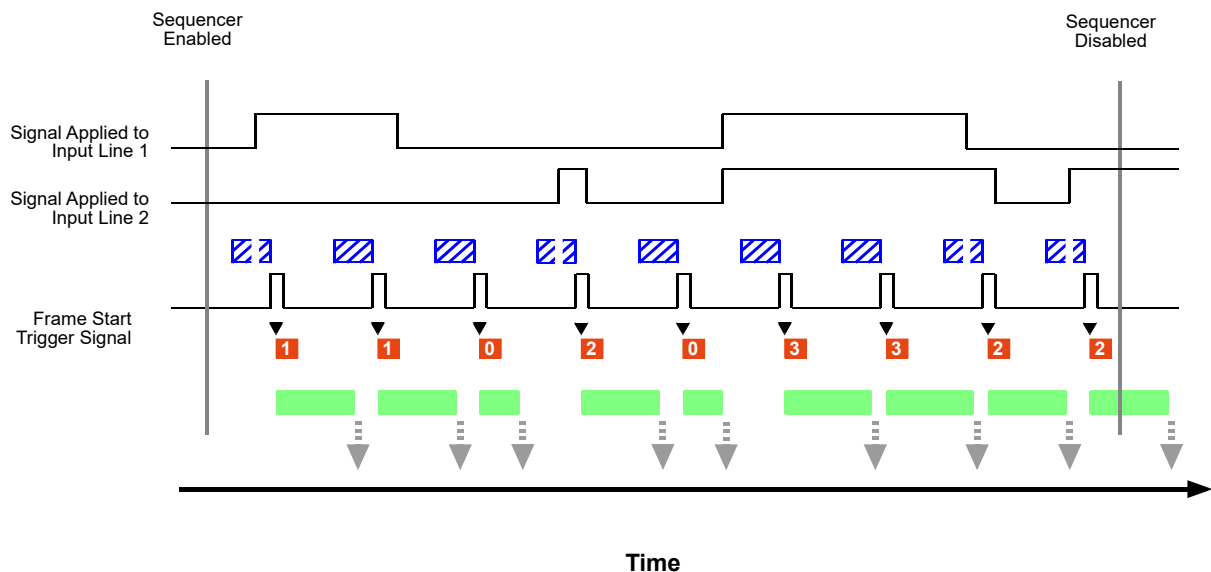 Sequencer
Enabled
Sequencer
Disabled
Signal Applied to
Input Line 1
Signal Applied to
Input Line 2
Frame Start
Trigger Signal
1 1 0 2 0 3 3 2 2
Time